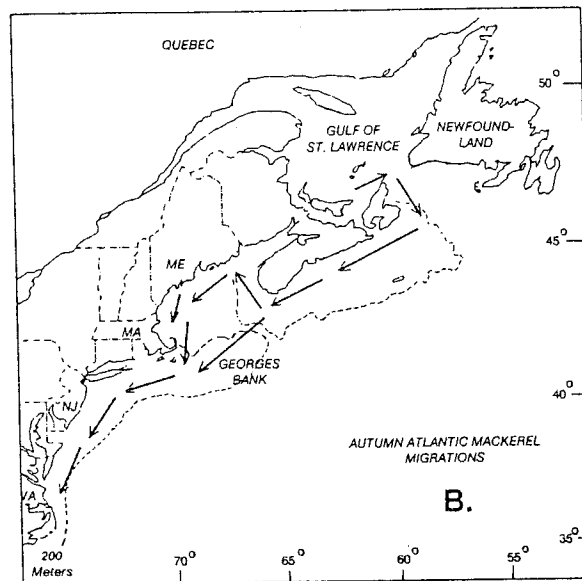 QUEBEC
50°
GULF OF
ST. LAWRENCE
NEWFOUND-
LAND
45°
ME
MA
GEORGES
BANK
40°
NJ
AUTUMN ATLANTIC MACKEREL
MIGRATIONS
VA
B.
35°
200
Meters
70°
65°
60°
55°